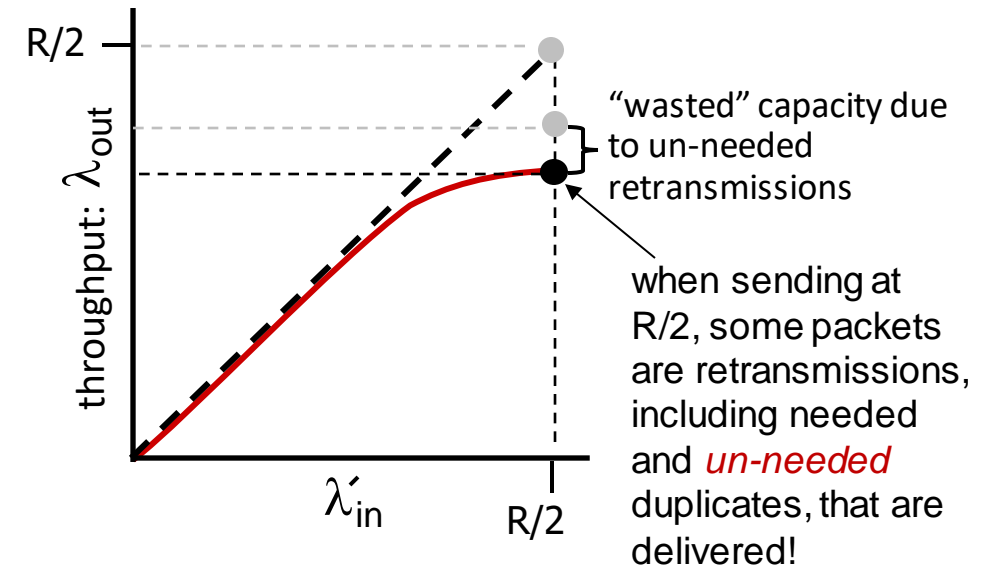 R/2
throughput: λout
“wasted” capacity due
to un-needed
retransmissions
when sending at
R/2, some packets
are retransmissions,
including needed
and un-needed
duplicates, that are
delivered!
λ′in
R/2